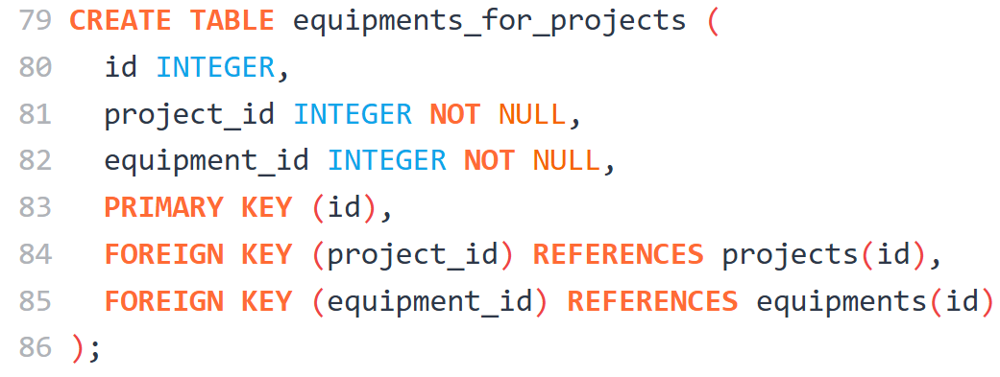 79 CREATE TABLE equipments_for_projects (
80 id INTEGER,
81 project_id INTEGER NOT NULL,
82 equipment_id INTEGER NOT NULL,
83 PRIMARY KEY (id),
84 FOREIGN KEY (project_id) REFERENCES projects(id),
85 FOREIGN KEY (equipment_id) REFERENCES equipments(id)
86 );